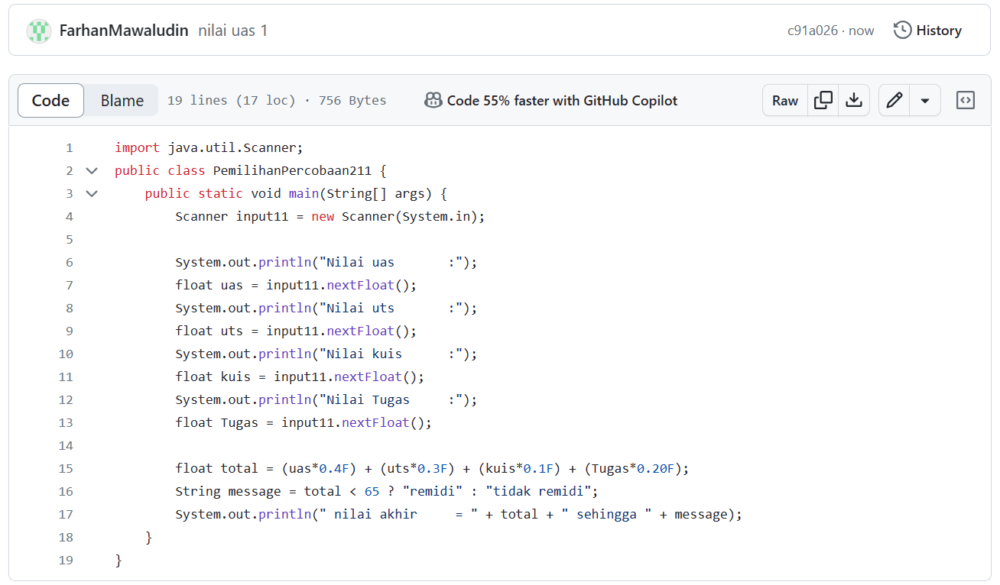 FarhanMawaludin nilai uas 1 c91a026 · now History
Code Blame 19 lines (17 loc) · 756 Bytes Code 55% faster with GitHub Copilot Raw
1 import java.util.Scanner;
2 public class PemilihanPercobaan211 {
3     public static void main(String[] args) {
4         Scanner input11 = new Scanner(System.in);
5
6         System.out.println("Nilai uas       :");
7         float uas = input11.nextFloat();
8         System.out.println("Nilai uts       :");
9         float uts = input11.nextFloat();
10         System.out.println("Nilai kuis      :");
11         float kuis = input11.nextFloat();
12         System.out.println("Nilai Tugas     :");
13         float Tugas = input11.nextFloat();
14
15         float total = (uas*0.4F) + (uts*0.3F) + (kuis*0.1F) + (Tugas*0.20F);
16         String message = total < 65 ? "remidi" : "tidak remidi";
17         System.out.println(" nilai akhir     = " + total + " sehingga " + message);
18     }
19 }